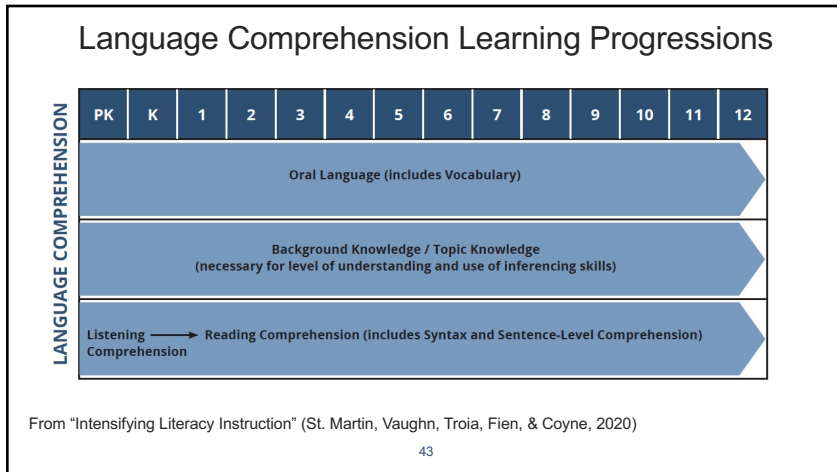 Language Comprehension Learning Progressions
LANGUAGE COMPREHENSION
PK K 1 2 3 4 5 6 7 8 9 10 11 12
Oral Language (includes Vocabulary)
Background Knowledge / Topic Knowledge
(necessary for level of understanding and use of inferencing skills)
Listening → Reading Comprehension (includes Syntax and Sentence-Level Comprehension)
Comprehension
From “Intensifying Literacy Instruction” (St. Martin, Vaughn, Troia, Fien, & Coyne, 2020)
43